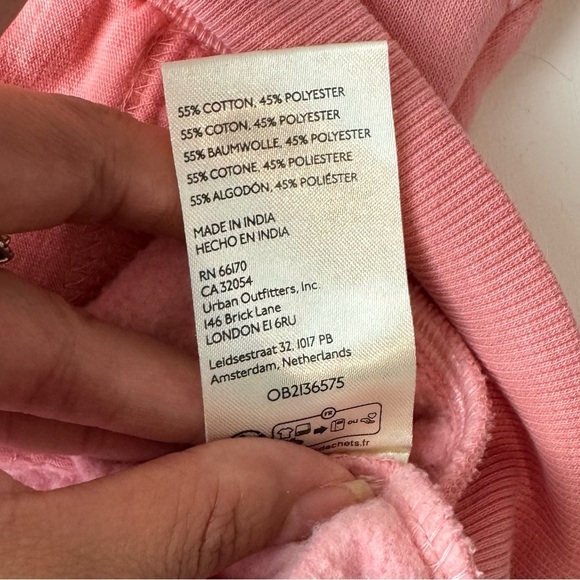 55% COTTON, 45% POLYESTER
55% COTON, 45% POLYESTER
55% BAUMWOLLE, 45% POLYESTER
55% COTONE, 45% POLIESTERE
55% ALGODÓN, 45% POLIÉSTER
MADE IN INDIA
HECHO EN INDIA
RN 66170
CA 32054
Urban Outfitters, Inc.
146 Brick Lane
LONDON E1 6RU
Leidsestraat 32, 1017 PB
Amsterdam, Netherlands
OB2136575
FR
OU